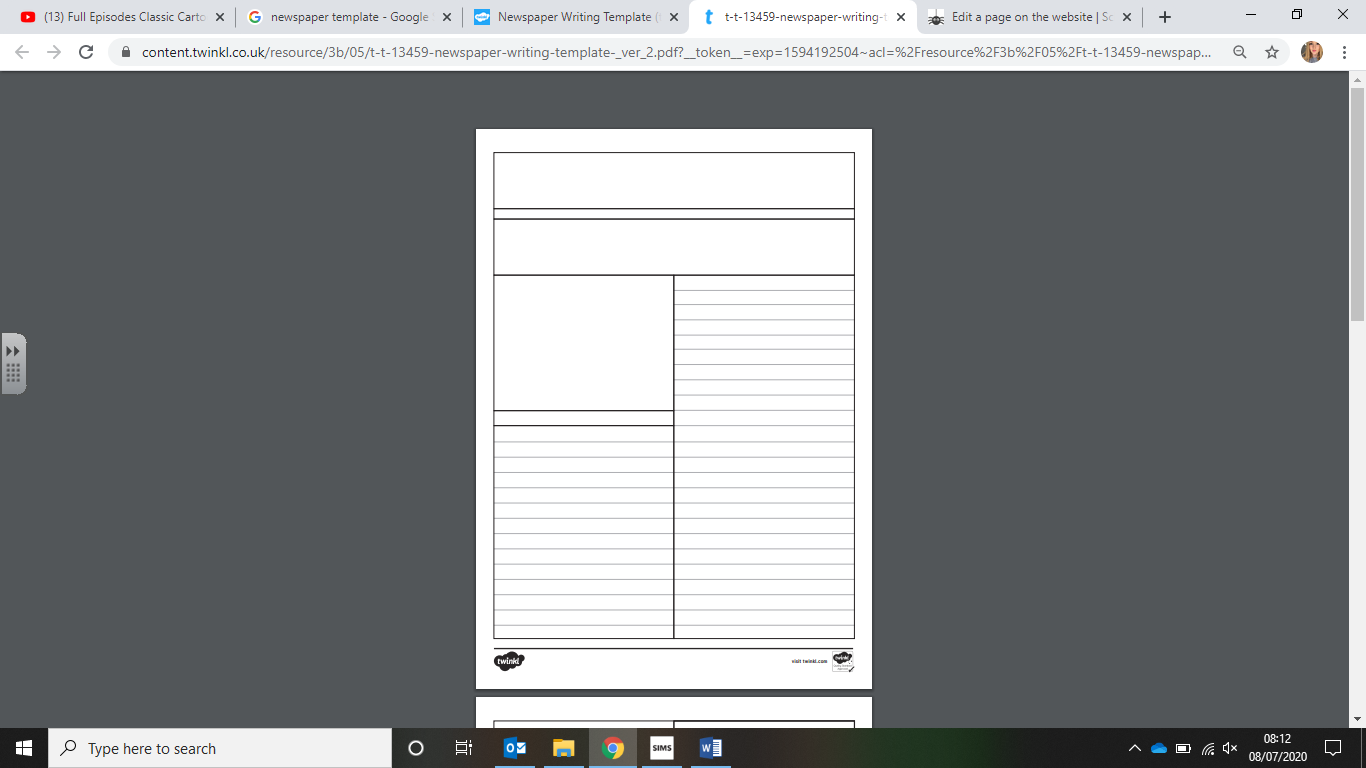 (13) Full Episodes Classic Carto
newspaper template - Google
Newspaper Writing Template (
t-t-13459-newspaper-writing-t
Edit a page on the website | Sc
content.twinkl.co.uk/resource/3b/05/t-t-13459-newspaper-writing-template-_ver_2.pdf?__token__=exp=1594192504~acl=%2Fresource%2F3b%2F05%2Ft-t-13459-newspap...
twinkl
visit twinkl.com
twinkl
Type here to search
SIMS
08:12
08/07/2020